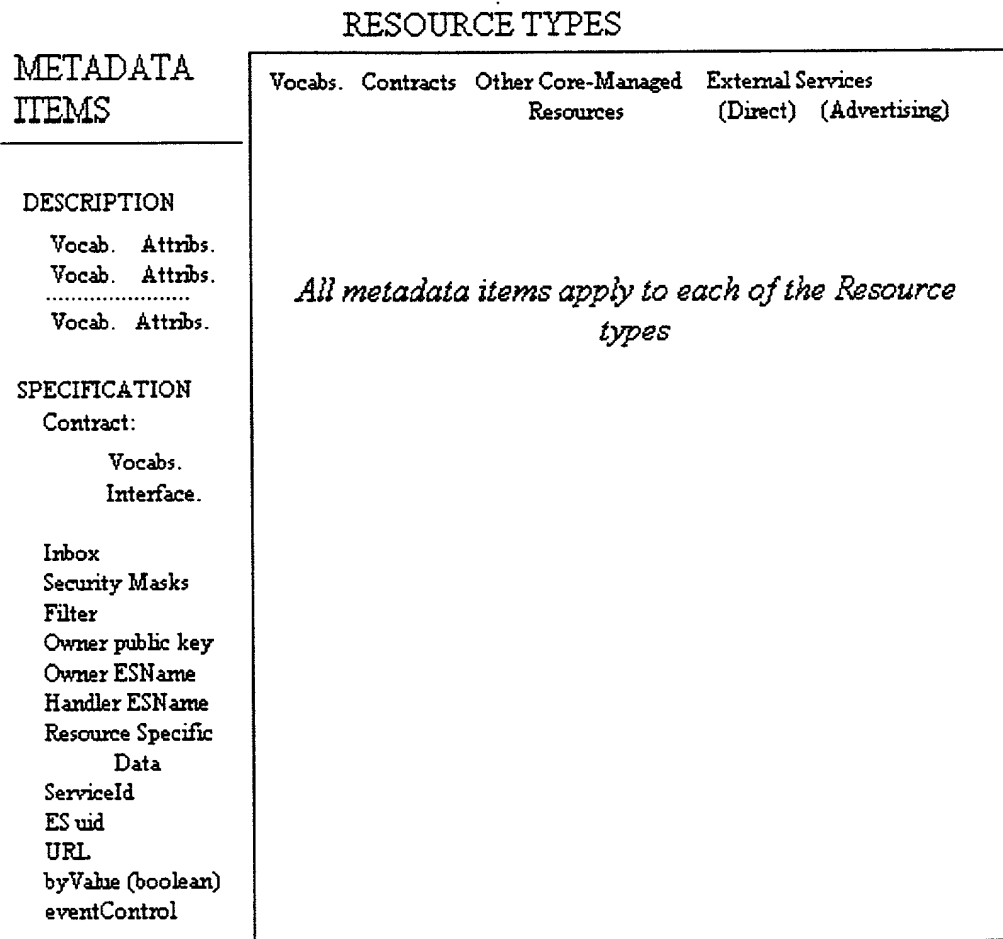 RESOURCE TYPES
METADATA
ITEMS
Vocabs. Contracts Other Core-Managed External Services
Resources (Direct) (Advertising)
DESCRIPTION
Vocab. Attribs.
Vocab. Attribs.
.......................
Vocab. Attribs.
All metadata items apply to each of the Resource
types
SPECIFICATION
Contract:
Vocabs.
Interface.
Inbox
Security Masks
Filter
Owner public key
Owner ESName
Handler ESName
Resource Specific
Data
ServiceId
ES uid
URL
byValue (boolean)
eventControl